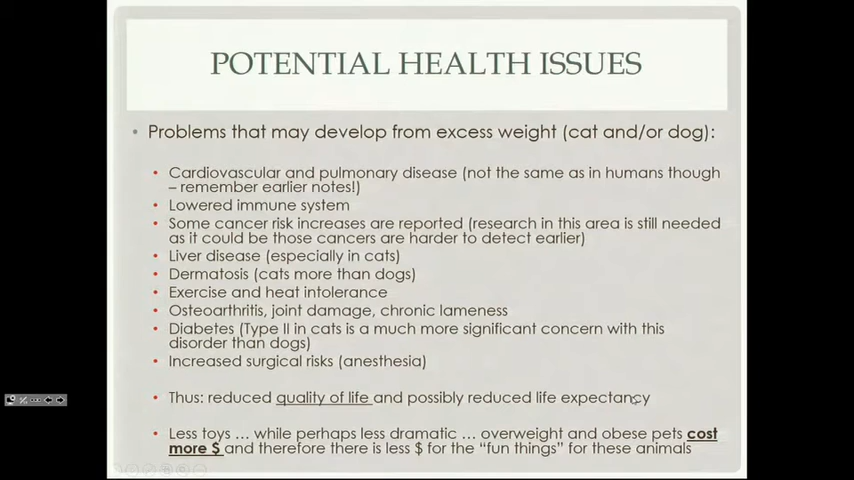 POTENTIAL HEALTH ISSUES
• Problems that may develop from excess weight (cat and/or dog):
• Cardiovascular and pulmonary disease (not the same as in humans though
– remember earlier notes!)
• Lowered immune system
• Some cancer risk increases are reported (research in this area is still needed
as it could be those cancers are harder to detect earlier)
• Liver disease (especially in cats)
• Dermatosis (cats more than dogs)
• Exercise and heat intolerance
• Osteoarthritis, joint damage, chronic lameness
• Diabetes (Type II in cats is a much more significant concern with this
disorder than dogs)
• Increased surgical risks (anesthesia)
• Thus: reduced quality of life and possibly reduced life expectancy
• Less toys … while perhaps less dramatic … overweight and obese pets cost
more $ and therefore there is less $ for the “fun things” for these animals